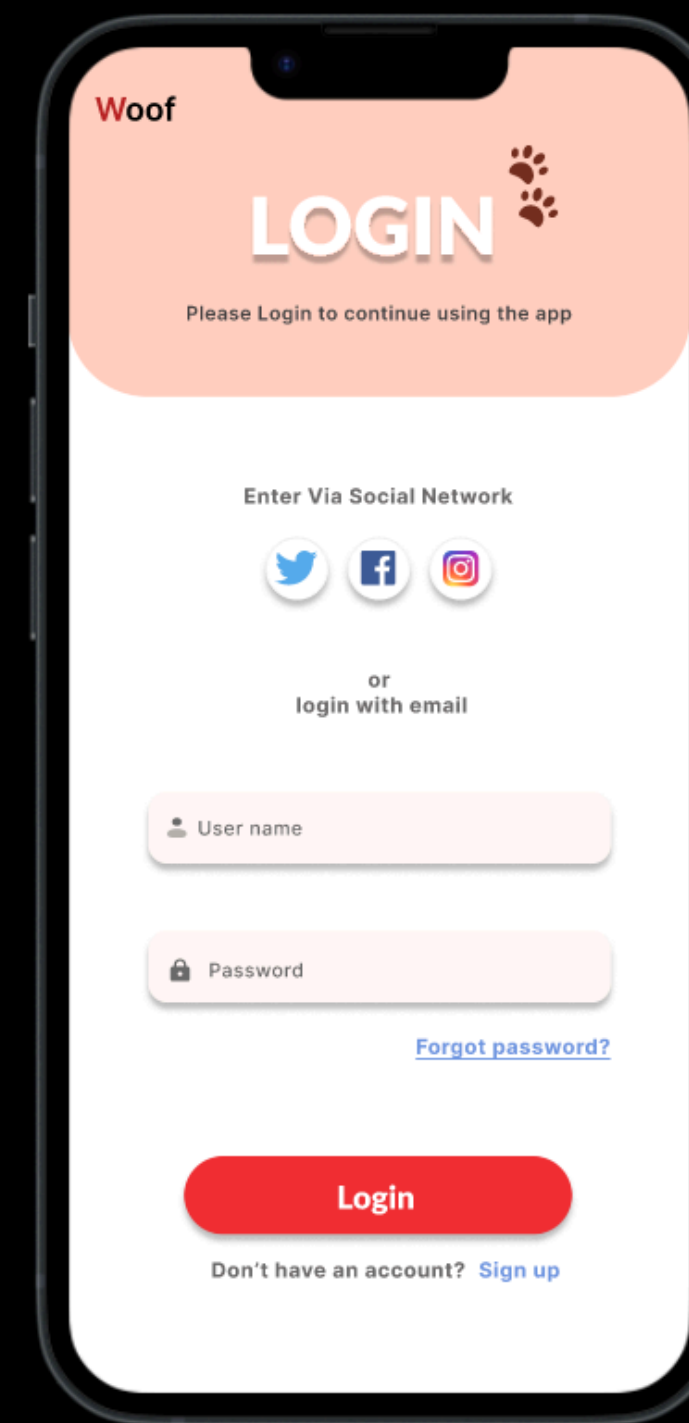 Woof
LOGIN
Please Login to continue using the app
Enter Via Social Network
or
login with email
User name
Password
Forgot password?
Login
Don't have an account? Sign up